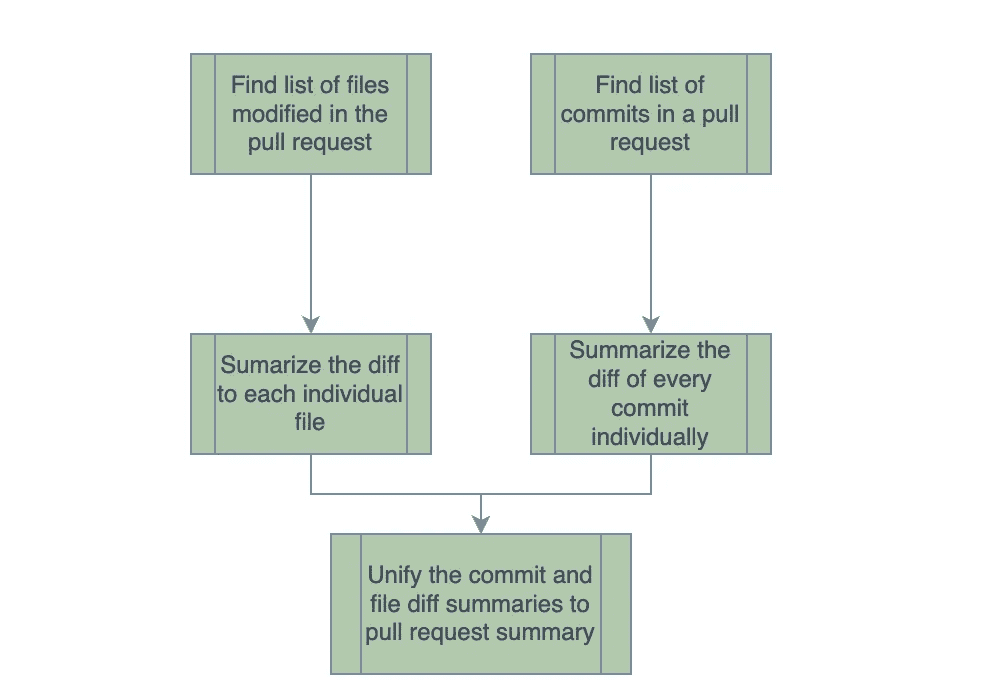 Find list of files
modified in the
pull request
Find list of
commits in a pull
request
Sumarize the diff
to each individual
file
Summarize the
diff of every
commit
individually
Unify the commit and
file diff summaries to
pull request summary